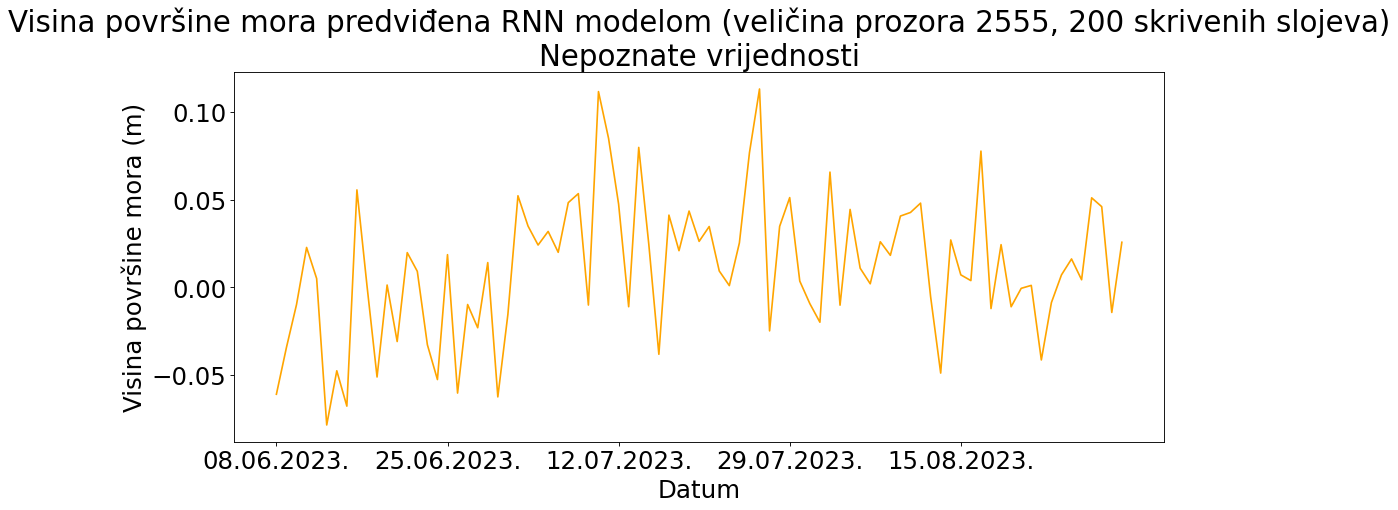 Visina površine mora predviđena RNN modelom (veličina prozora 2555, 200 skrivenih slojeva)
Nepoznate vrijednosti
Visina površine mora (m)
0.10
0.05
0.00
−0.05
08.06.2023. 25.06.2023. 12.07.2023. 29.07.2023. 15.08.2023.
Datum